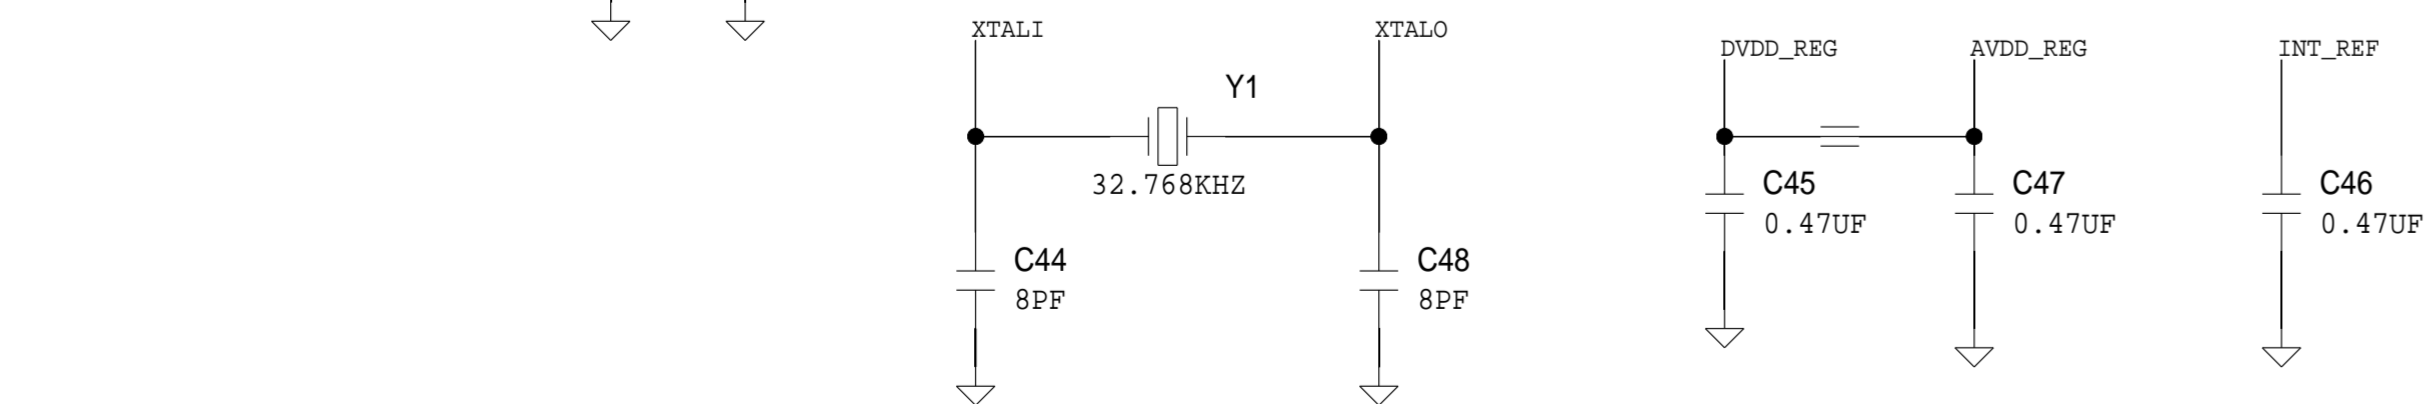 XTALI
XTALO
Y1
32.768KHZ
C44
8PF
C48
8PF
DVDD_REG
AVDD_REG
INT_REF
C45
0.47UF
C47
0.47UF
C46
0.47UF